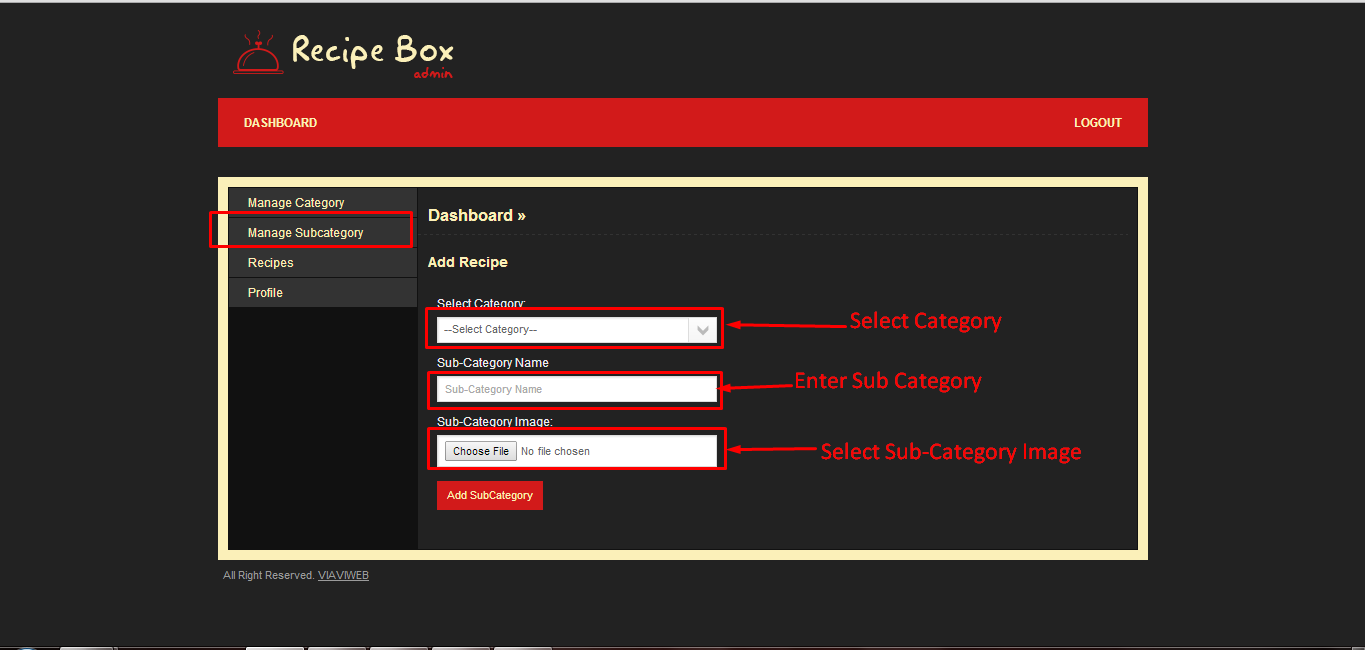 Recipe Box
admin
DASHBOARD LOGOUT
Manage Category
Manage Subcategory
Recipes
Profile
Dashboard »
Add Recipe
Select Category:
--Select Category--
Select Category
Sub-Category Name
Sub-Category Name
Enter Sub Category
Sub-Category Image:
Choose File No file chosen
Select Sub-Category Image
Add SubCategory
All Right Reserved. VIAVIWEB